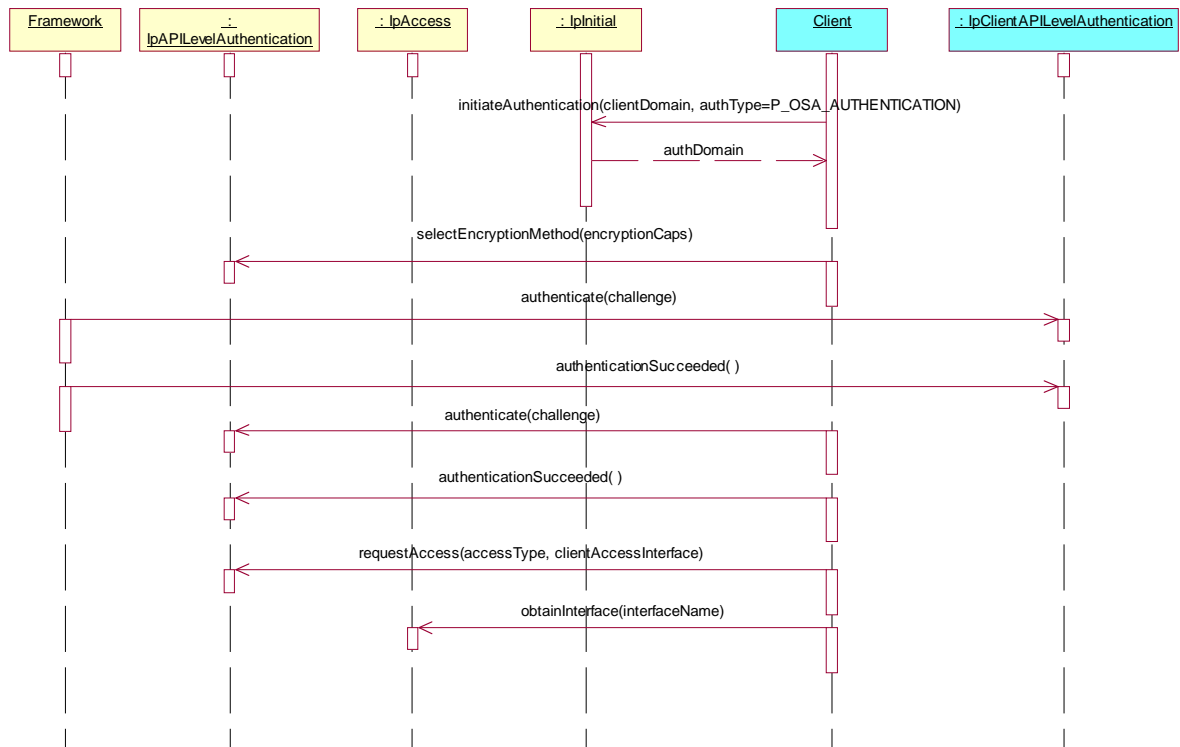 Framework
:
IpAPILevelAuthentication
: IpAccess
: IpInitial
Client
: IpClientAPILevelAuthentication
initiateAuthentication(clientDomain, authType=P_OSA_AUTHENTICATION)
authDomain
selectEncryptionMethod(encryptionCaps)
authenticate(challenge)
authenticationSucceeded( )
authenticate(challenge)
authenticationSucceeded( )
requestAccess(accessType, clientAccessInterface)
obtainInterface(interfaceName)